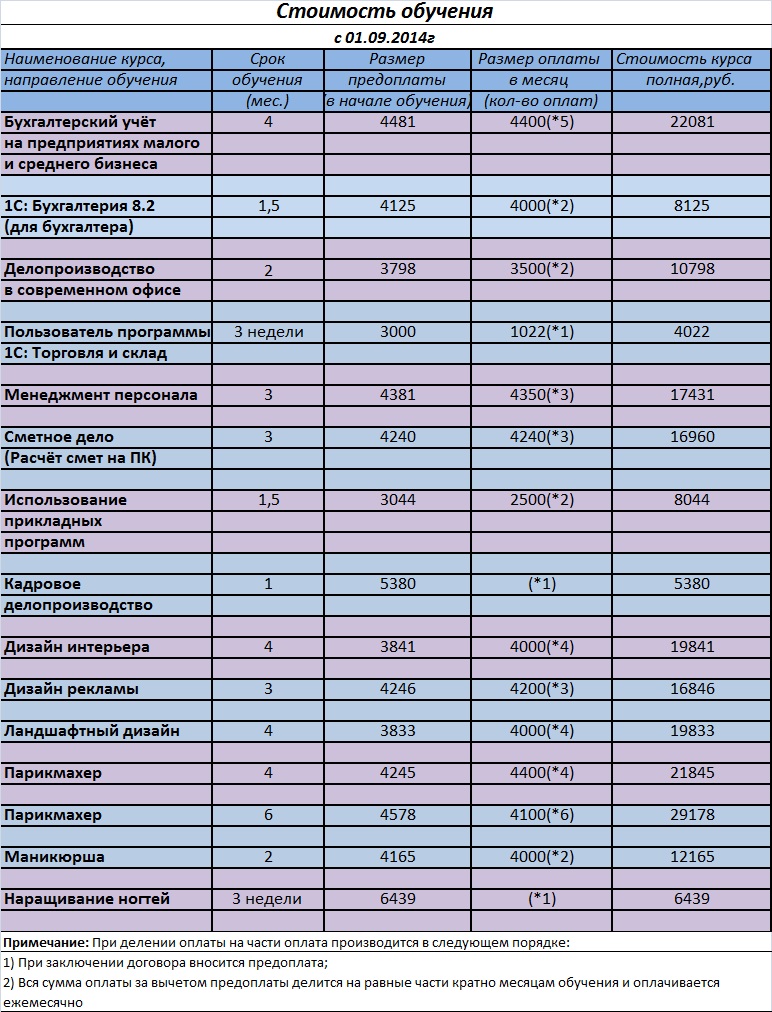 Стоимость обучения
с 01.09.2014г
Наименование курса, Срок Размер Размер оплаты Стоимость курса
направление обучения обучения предоплаты в месяц полная,руб.
(мес.) (в начале обучения) (кол-во оплат)
Бухгалтерский учёт 4 4481 4400(*5) 22081
на предприятиях малого
и среднего бизнеса
1С: Бухгалтерия 8.2 1,5 4125 4000(*2) 8125
(для бухгалтера)
Делопроизводство 2 3798 3500(*2) 10798
в современном офисе
Пользователь программы 3 недели 3000 1022(*1) 4022
1С: Торговля и склад
Менеджмент персонала 3 4381 4350(*3) 17431
Сметное дело 3 4240 4240(*3) 16960
(Расчёт смет на ПК)
Использование 1,5 3044 2500(*2) 8044
прикладных
программ
Кадровое 1 5380 (*1) 5380
делопроизводство
Дизайн интерьера 4 3841 4000(*4) 19841
Дизайн рекламы 3 4246 4200(*3) 16846
Ландшафтный дизайн 4 3833 4000(*4) 19833
Парикмахер 4 4245 4400(*4) 21845
Парикмахер 6 4578 4100(*6) 29178
Маникюрша 2 4165 4000(*2) 12165
Наращивание ногтей 3 недели 6439 (*1) 6439
Примечание: При делении оплаты на части оплата производится в следующем порядке:
1) При заключении договора вносится предоплата;
2) Вся сумма оплаты за вычетом предоплаты делится на равные части кратно месяцам обучения и оплачивается
ежемесячно